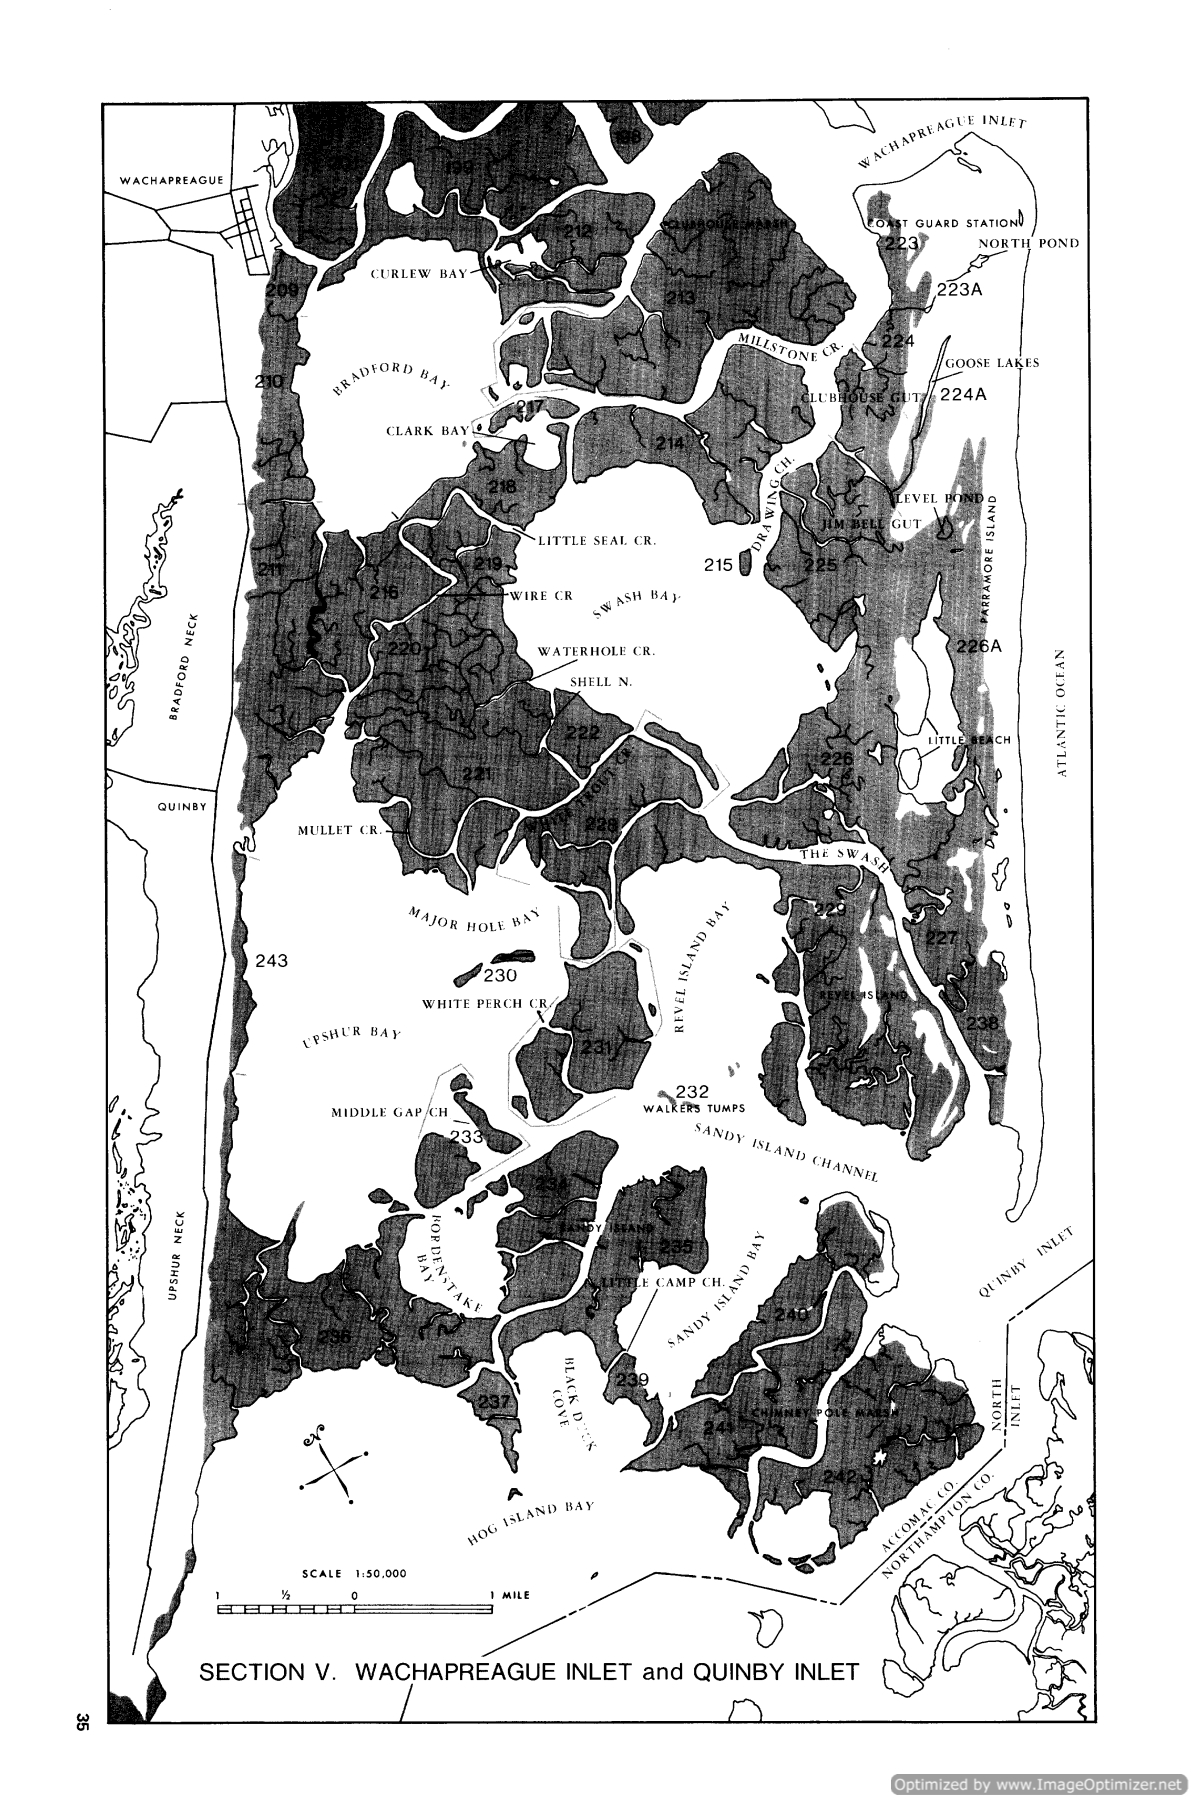 WACHAPREAGUE INLET
198
199
WACHAPREAGUE
CLUBHOUSE MARSH
COAST GUARD STATION
212
223
NORTH POND
CURLEW BAY
209
213
223A
MILLSTONE CR.
224
GOOSE LAKES
BRADFORD BAY
210
CLUBHOUSE GUT
224A
217
CLARK BAY
214
218
DRAWING CH.
LEVEL POND
JIM BELL GUT
PARRAMORE ISLAND
LITTLE SEAL CR.
211
219
215
225
216
WIRE CR
SWASH BAY
BRADFORD NECK
220
WATERHOLE CR.
226A
SHELL N.
ATLANTIC OCEAN
222
LITTLE BEACH
226
221
WHITE TROUT CR.
QUINBY
MULLET CR.
228
THE SWASH
MAJOR HOLE BAY
229
REVEL ISLAND BAY
227
243
230
REVEL ISLAND
WHITE PERCH CR.
238
UPSHUR BAY
231
232
WALKERS TUMPS
MIDDLE GAP CH
233
SANDY ISLAND CHANNEL
234
UPSHUR NECK
BORDENSTAKE
BAY
SANDY ISLAND
235
QUINBY INLET
LITTLE CAMP CH.
SANDY ISLAND BAY
240
236
239
BLACK DUCK
COVE
237
NORTH
INLET
241
CHIMNEY POLE MARSH
N
242
ACCOMAC CO.
NORTHAMPTON CO.
HOG ISLAND BAY
SCALE 1:50,000
1 ½ 0 1 MILE
SECTION V. WACHAPREAGUE INLET and QUINBY INLET
35
Optimized by www.ImageOptimizer.net